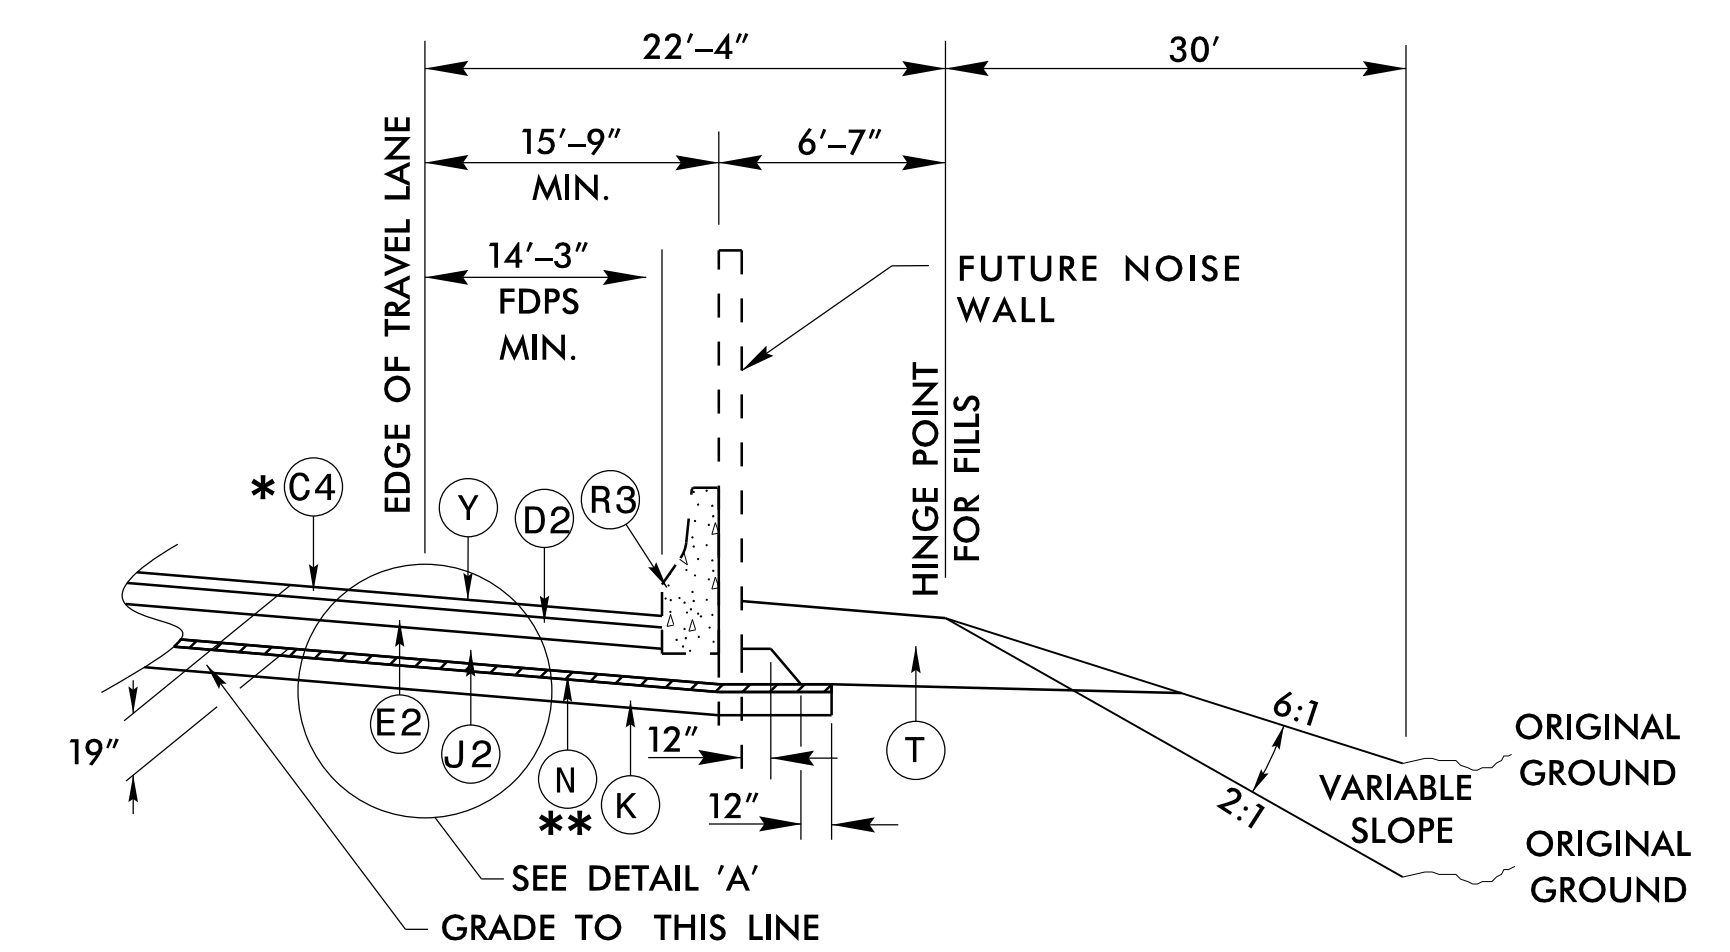 22'–4"
30'
15'–9"
MIN.
6'–7"
14'–3"
FDPS
MIN.
EDGE OF TRAVEL LANE
FUTURE NOISE
WALL
HINGE POINT
FOR FILLS
* C4
Y
D2
R3
E2
J2
N
**
K
T
19"
12"
12"
6:1
2:1
VARIABLE
SLOPE
ORIGINAL
GROUND
ORIGINAL
GROUND
SEE DETAIL 'A'
GRADE TO THIS LINE